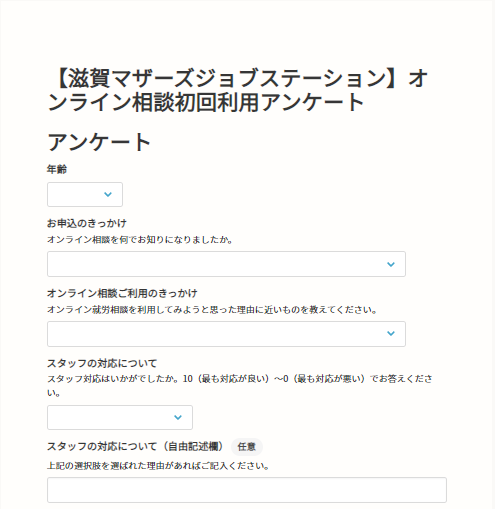 【滋賀マザーズジョブステーション】オ
ンライン相談初回利用アンケート
アンケート
年齢
お申込のきっかけ
オンライン相談を何でお知りになりましたか。
オンライン相談ご利用のきっかけ
オンライン就労相談を利用してみようと思った理由に近いものを教えてください。
スタッフの対応について
スタッフ対応はいかがでしたか。10（最も対応が良い）〜0（最も対応が悪い）でお答えくださ
い。
スタッフの対応について（自由記述欄） 任意
上記の選択肢を選ばれた理由があればご記入ください。